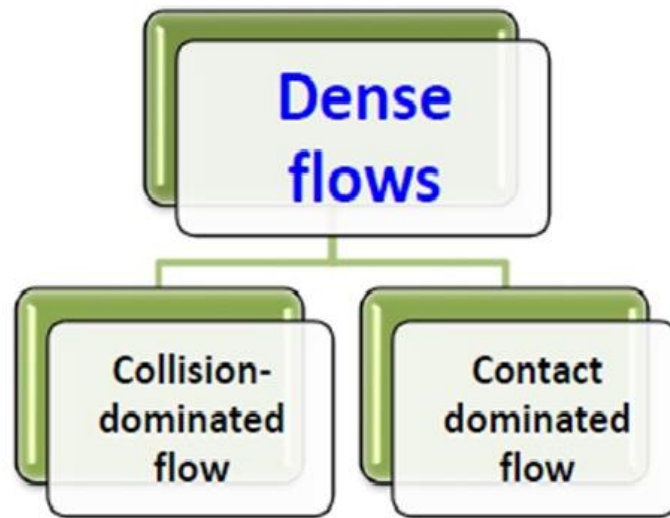 Dense
flows
Collision-
dominated
flow
Contact
dominated
flow